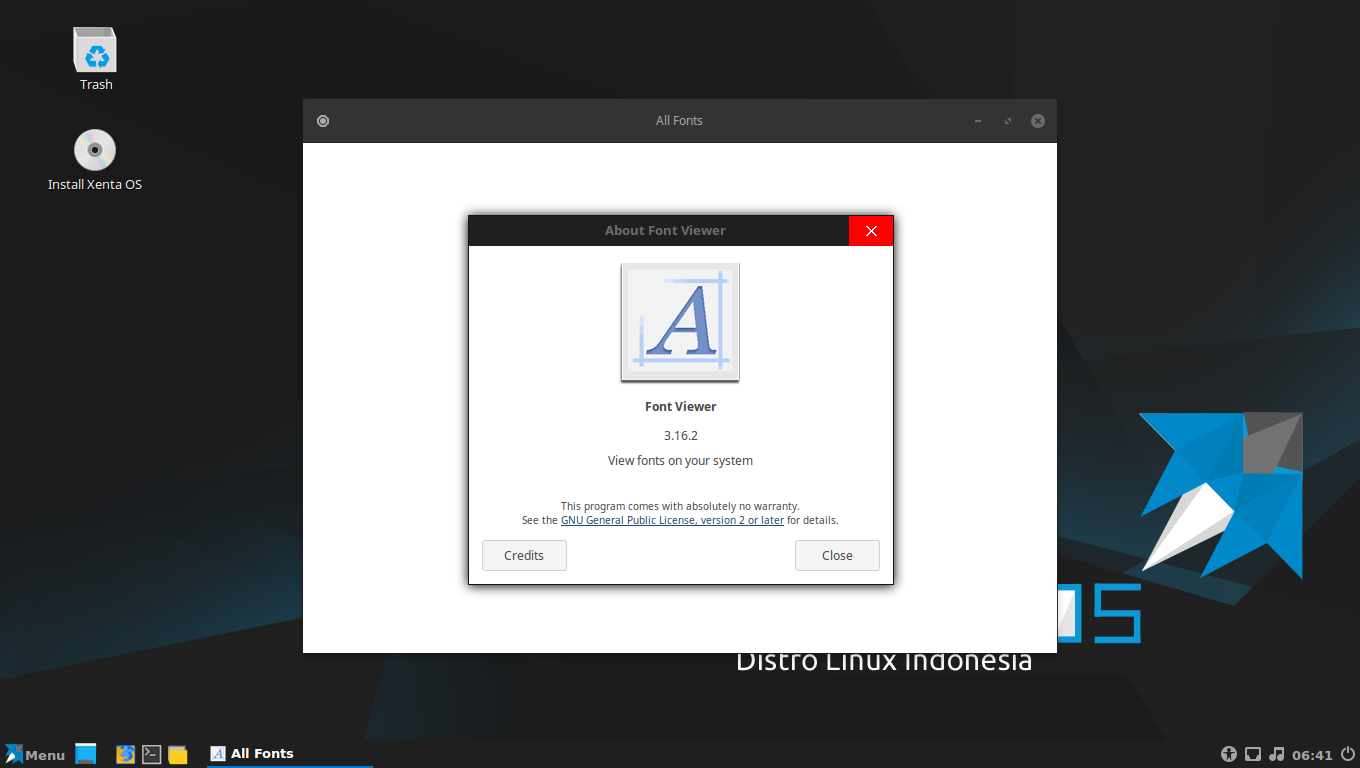 Trash
Install Xenta OS
All Fonts
About Font Viewer
Font Viewer
3.16.2
View fonts on your system
This program comes with absolutely no warranty.
See the GNU General Public License, version 2 or later for details.
Credits
Close
OS
Distro Linux Indonesia
Menu
All Fonts
06:41